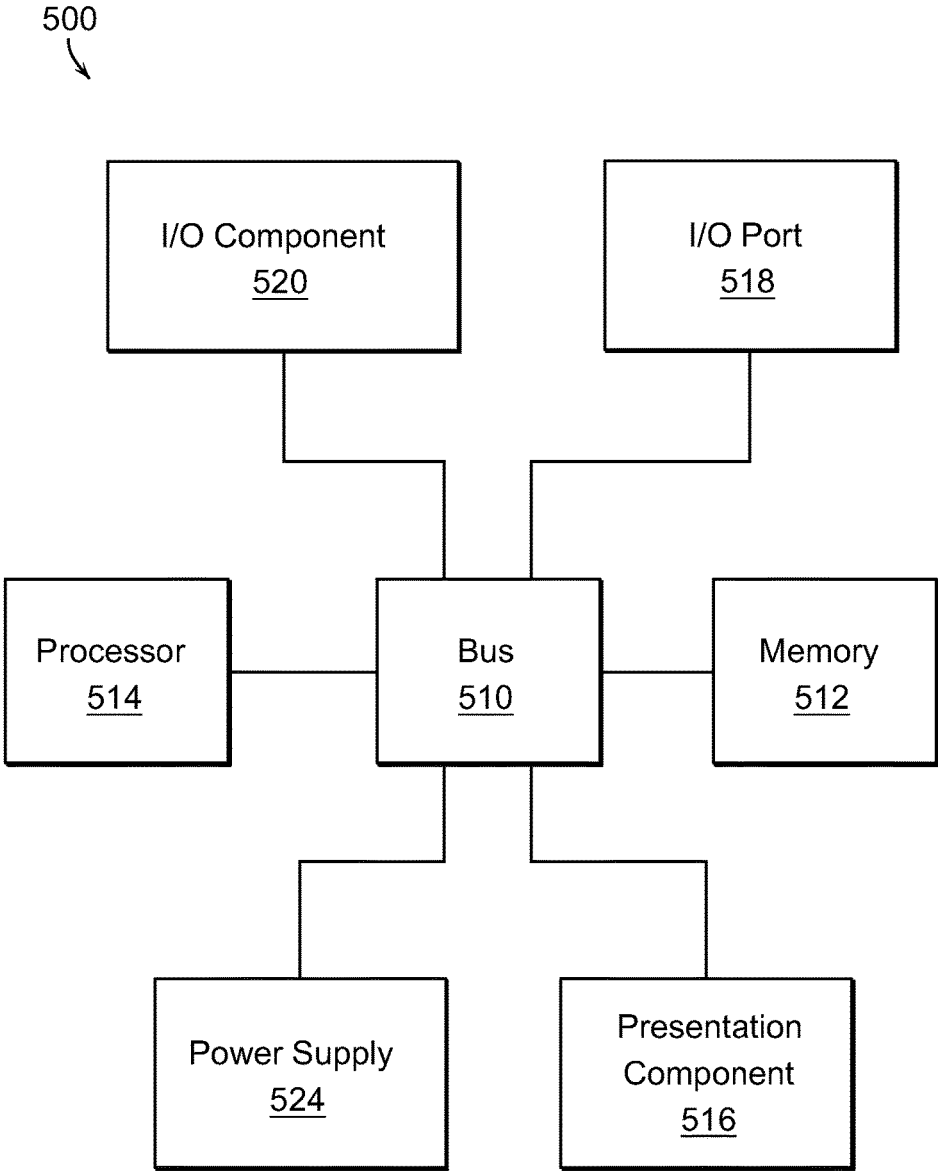 500
I/O Component
520
I/O Port
518
Processor
514
Bus
510
Memory
512
Power Supply
524
Presentation
Component
516